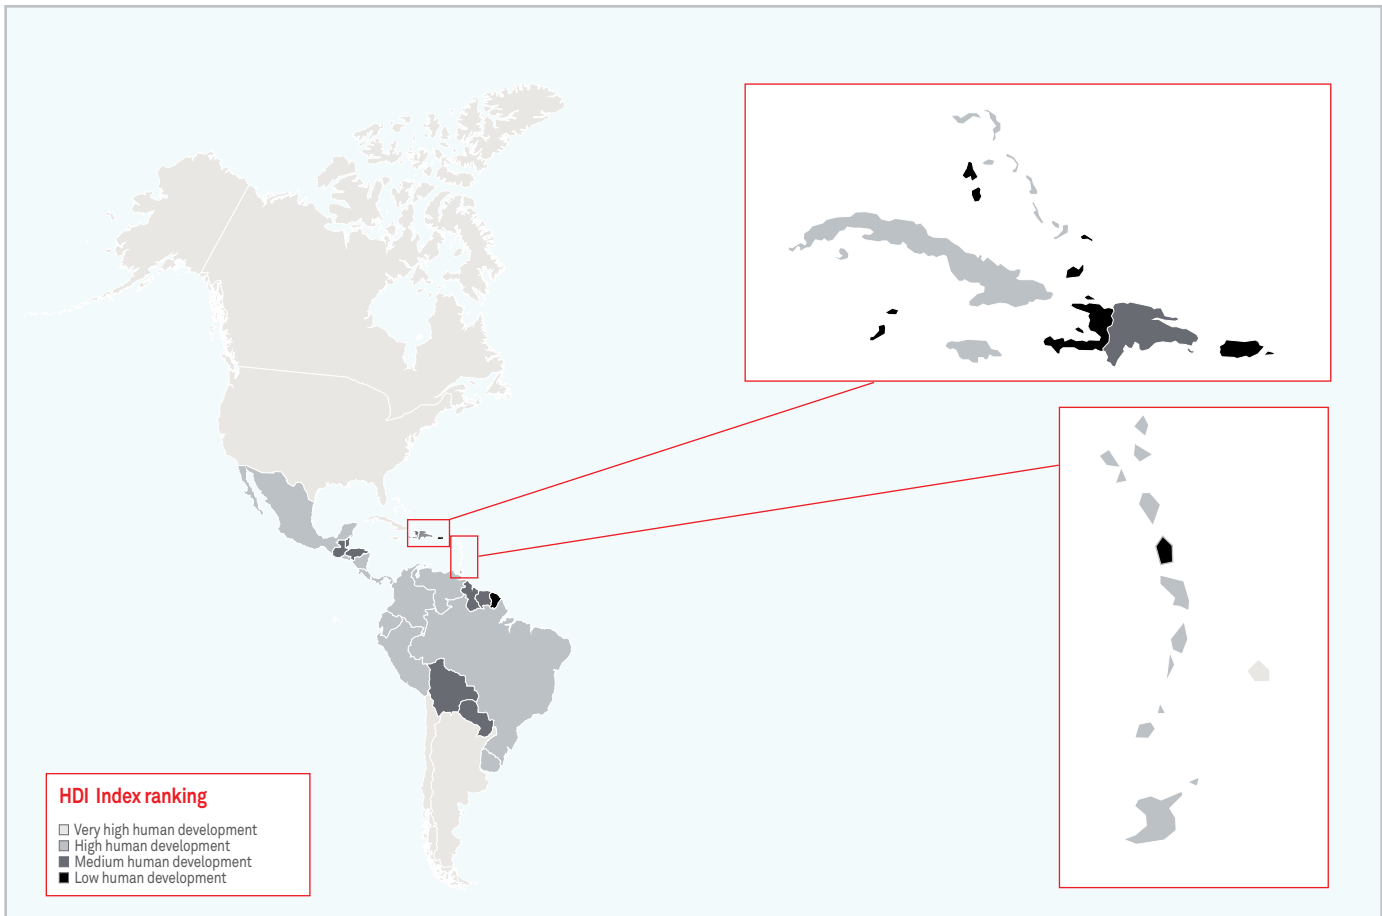 HDI Index ranking
Very high human development
High human development
Medium human development
Low human development